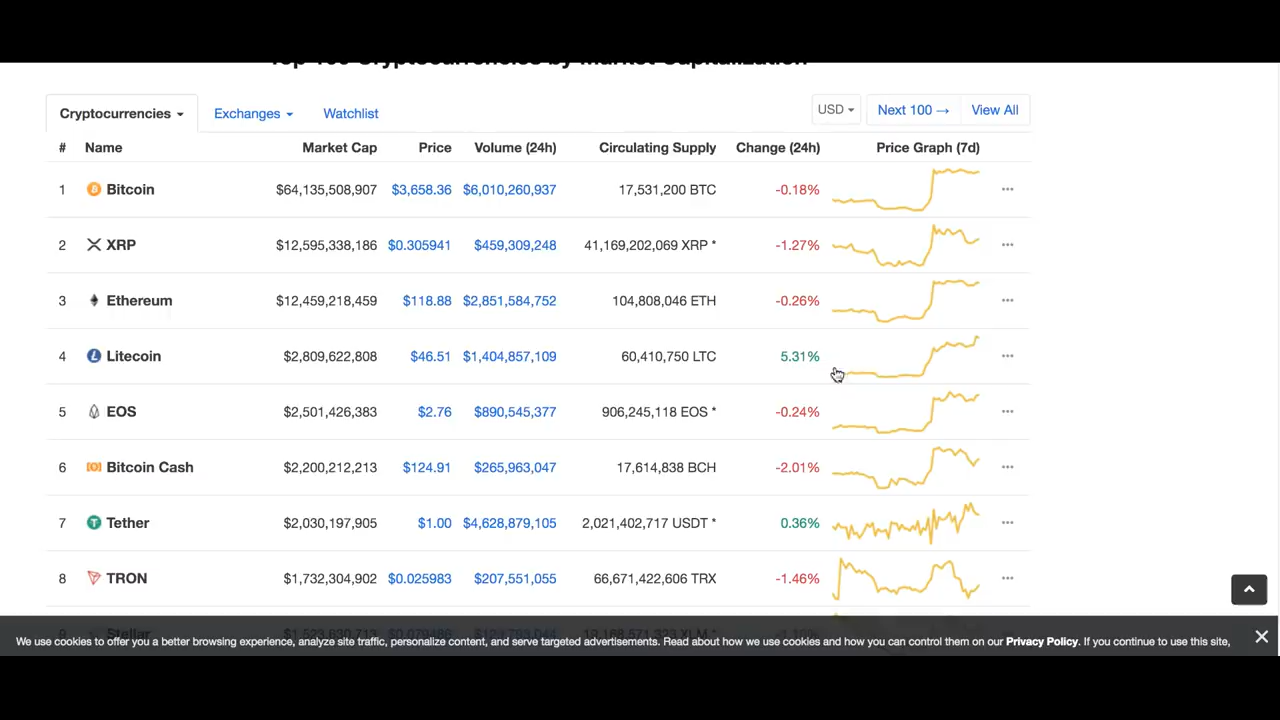 Top 100 Cryptocurrencies by Market Capitalization
Cryptocurrencies Exchanges Watchlist USD Next 100 → View All
# Name Market Cap Price Volume (24h) Circulating Supply Change (24h) Price Graph (7d)
1 Bitcoin $64,135,508,907 $3,658.36 $6,010,260,937 17,531,200 BTC -0.18%
2 XRP $12,595,338,186 $0.305941 $459,309,248 41,169,202,069 XRP * -1.27%
3 Ethereum $12,459,218,459 $118.88 $2,851,584,752 104,808,046 ETH -0.26%
4 Litecoin $2,809,622,808 $46.51 $1,404,857,109 60,410,750 LTC 5.31%
5 EOS $2,501,426,383 $2.76 $890,545,377 906,245,118 EOS * -0.24%
6 Bitcoin Cash $2,200,212,213 $124.91 $265,963,047 17,614,838 BCH -2.01%
7 Tether $2,030,197,905 $1.00 $4,628,879,105 2,021,402,717 USDT * 0.36%
8 TRON $1,732,304,902 $0.025983 $207,551,055 66,671,422,606 TRX -1.46%
9 Stellar
We use cookies to offer you a better browsing experience, analyze site traffic, personalize content, and serve targeted advertisements. Read about how we use cookies and how you can control them on our Privacy Policy. If you continue to use this site,